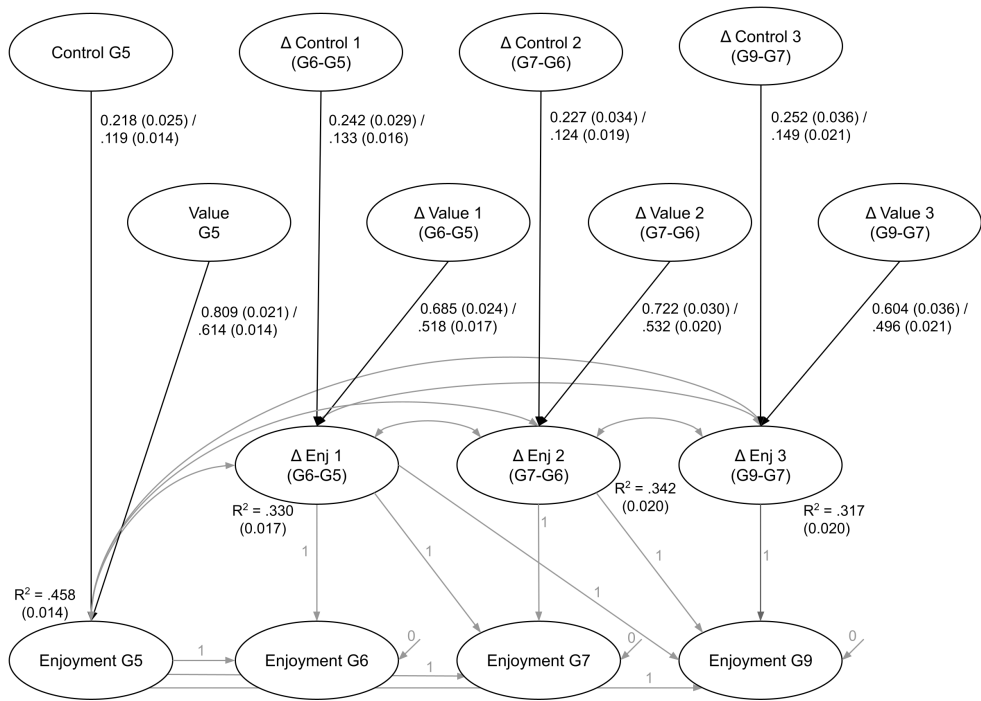 Control G5
Δ Control 1
(G6-G5)
Δ Control 2
(G7-G6)
Δ Control 3
(G9-G7)
0.218 (0.025) /
.119 (0.014)
0.242 (0.029) /
.133 (0.016)
0.227 (0.034) /
.124 (0.019)
0.252 (0.036) /
.149 (0.021)
Value
G5
Δ Value 1
(G6-G5)
Δ Value 2
(G7-G6)
Δ Value 3
(G9-G7)
0.809 (0.021) /
.614 (0.014)
0.685 (0.024) /
.518 (0.017)
0.722 (0.030) /
.532 (0.020)
0.604 (0.036) /
.496 (0.021)
Δ Enj 1
(G6-G5)
Δ Enj 2
(G7-G6)
Δ Enj 3
(G9-G7)
R² = .330
(0.017)
R² = .342
(0.020)
R² = .317
(0.020)
1
1
1
1
1
1
R² = .458
(0.014)
Enjoyment G5
Enjoyment G6
Enjoyment G7
Enjoyment G9
0
0
0
1
1
1